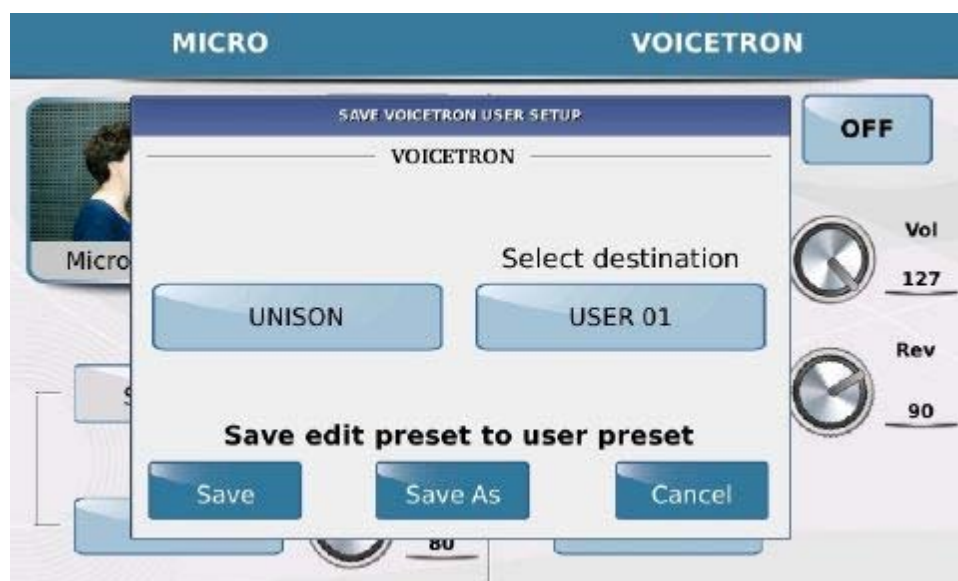 MICRO VOICETRON
SAVE VOICETRON USER SETUP
VOICETRON
OFF
Micro
Select destination
UNISON USER 01
Vol
127
Rev
90
S
Save edit preset to user preset
Save Save As Cancel
80